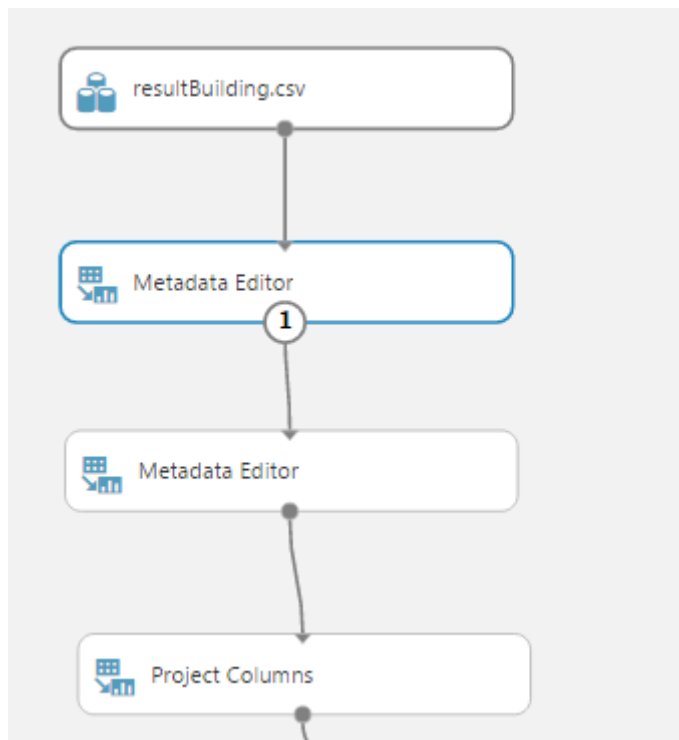 resultBuilding.csv
Metadata Editor
1
Metadata Editor
Project Columns